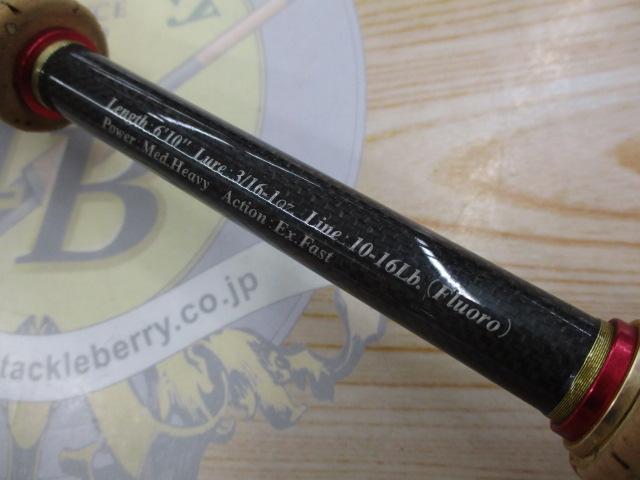 Length: 6'10" Lure: 3/16-1oz Line: 10-16Lb. (Fluoro)
Power: Med.Heavy Action: Ex.Fast
tackleberry.co.jp